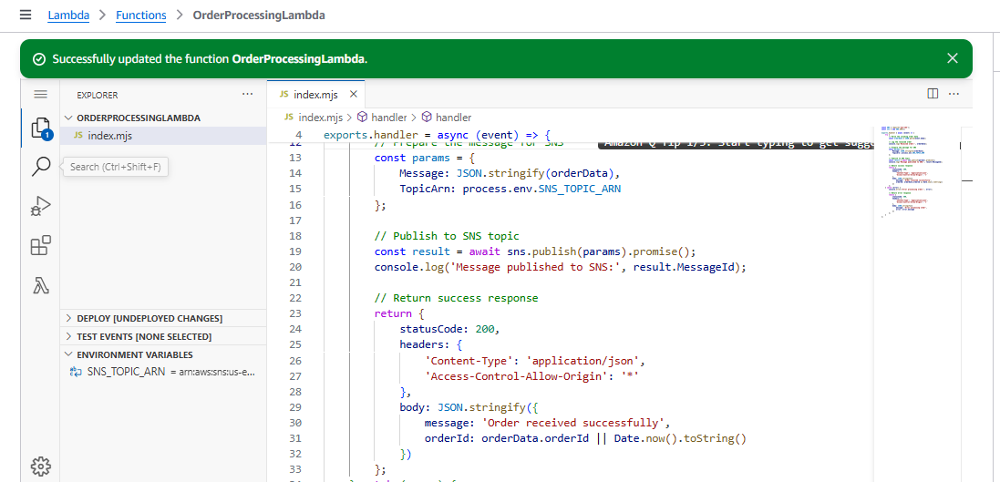 Lambda > Functions > OrderProcessingLambda
Successfully updated the function OrderProcessingLambda.
EXPLORER
ORDERPROCESSINGLAMBDA
JS index.mjs
1
Search (Ctrl+Shift+F)
DEPLOY [UNDEPLOYED CHANGES]
TEST EVENTS [NONE SELECTED]
ENVIRONMENT VARIABLES
SNS_TOPIC_ARN = arn:aws:sns:us-e...
JS index.mjs
JS index.mjs > handler > handler
4 exports.handler = async (event) => {
12 // Prepare the message for SNS
Amazon Q Tip 1/3: Start typing to get sugge
13 const params = {
14 Message: JSON.stringify(orderData),
15 TopicArn: process.env.SNS_TOPIC_ARN
16 };
17
18 // Publish to SNS topic
19 const result = await sns.publish(params).promise();
20 console.log('Message published to SNS:', result.MessageId);
21
22 // Return success response
23 return {
24 statusCode: 200,
25 headers: {
26 'Content-Type': 'application/json',
27 'Access-Control-Allow-Origin': '*'
28 },
29 body: JSON.stringify({
30 message: 'Order received successfully',
31 orderId: orderData.orderId || Date.now().toString()
32 })
33 };